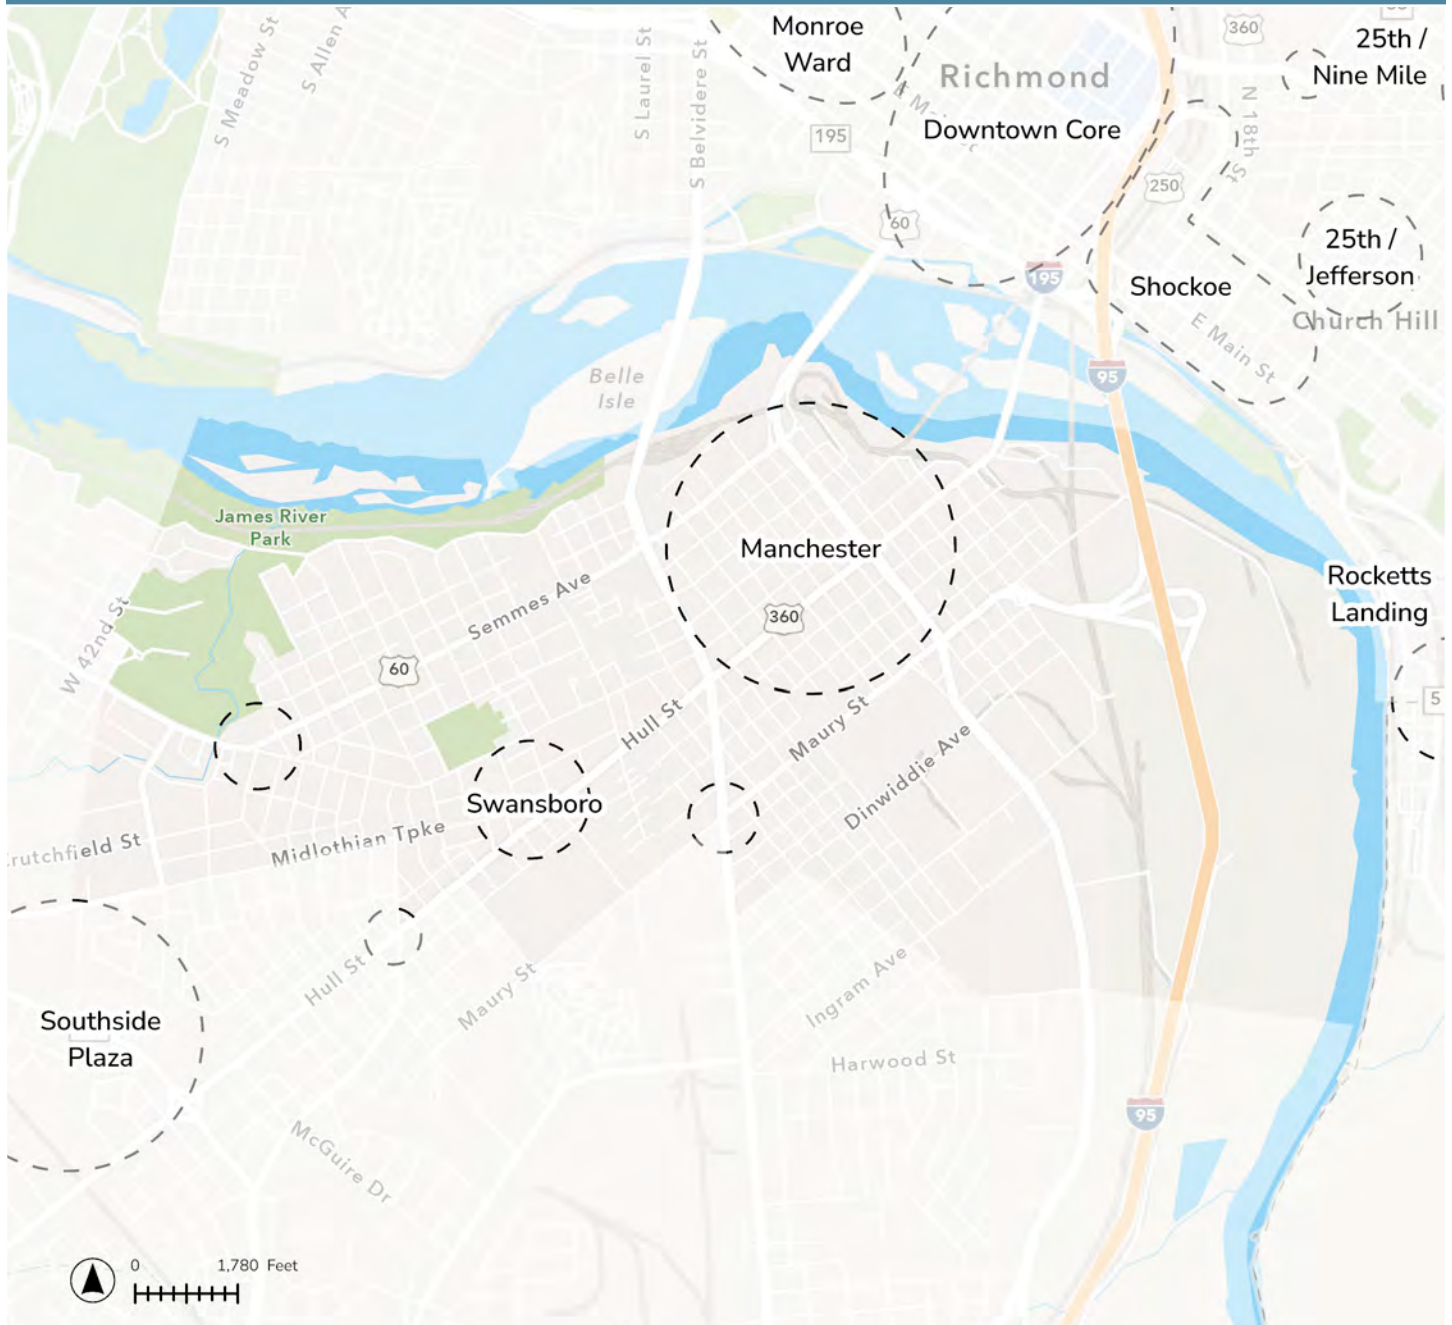 S Meadow St
S Allen A
S Laurel St
S Belvidere St
Monroe
Ward
Richmond
360
25th /
Nine Mile
N 18th St
195
Downtown Core
250
60
25th /
Jefferson
195
Shockoe
Church Hill
E Main St
95
Belle
Isle
James River
Park
Manchester
Rocketts
Landing
W 42nd St
Semmes Ave
360
60
5
Hull St
Maury St
Dinwiddie Ave
Swansboro
Midlothian Tpke
rutchfield St
Hull St
Maury St
Ingram Ave
Southside
Plaza
Harwood St
95
McGuire Dr
0 1,780 Feet